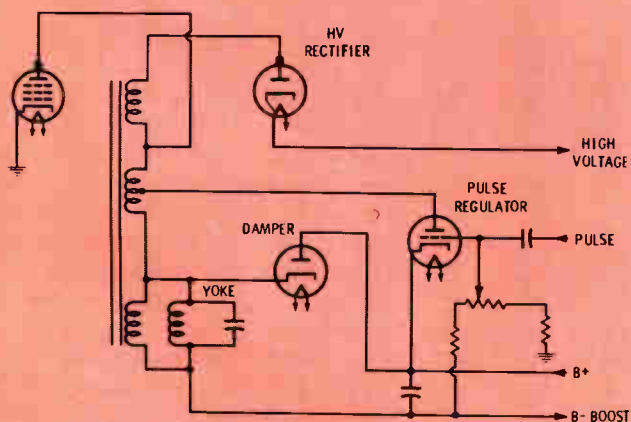 HV
RECTIFIER
HIGH
VOLTAGE
PULSE
REGULATOR
DAMPER
PULSE
YOKE
B+
B- BOOST